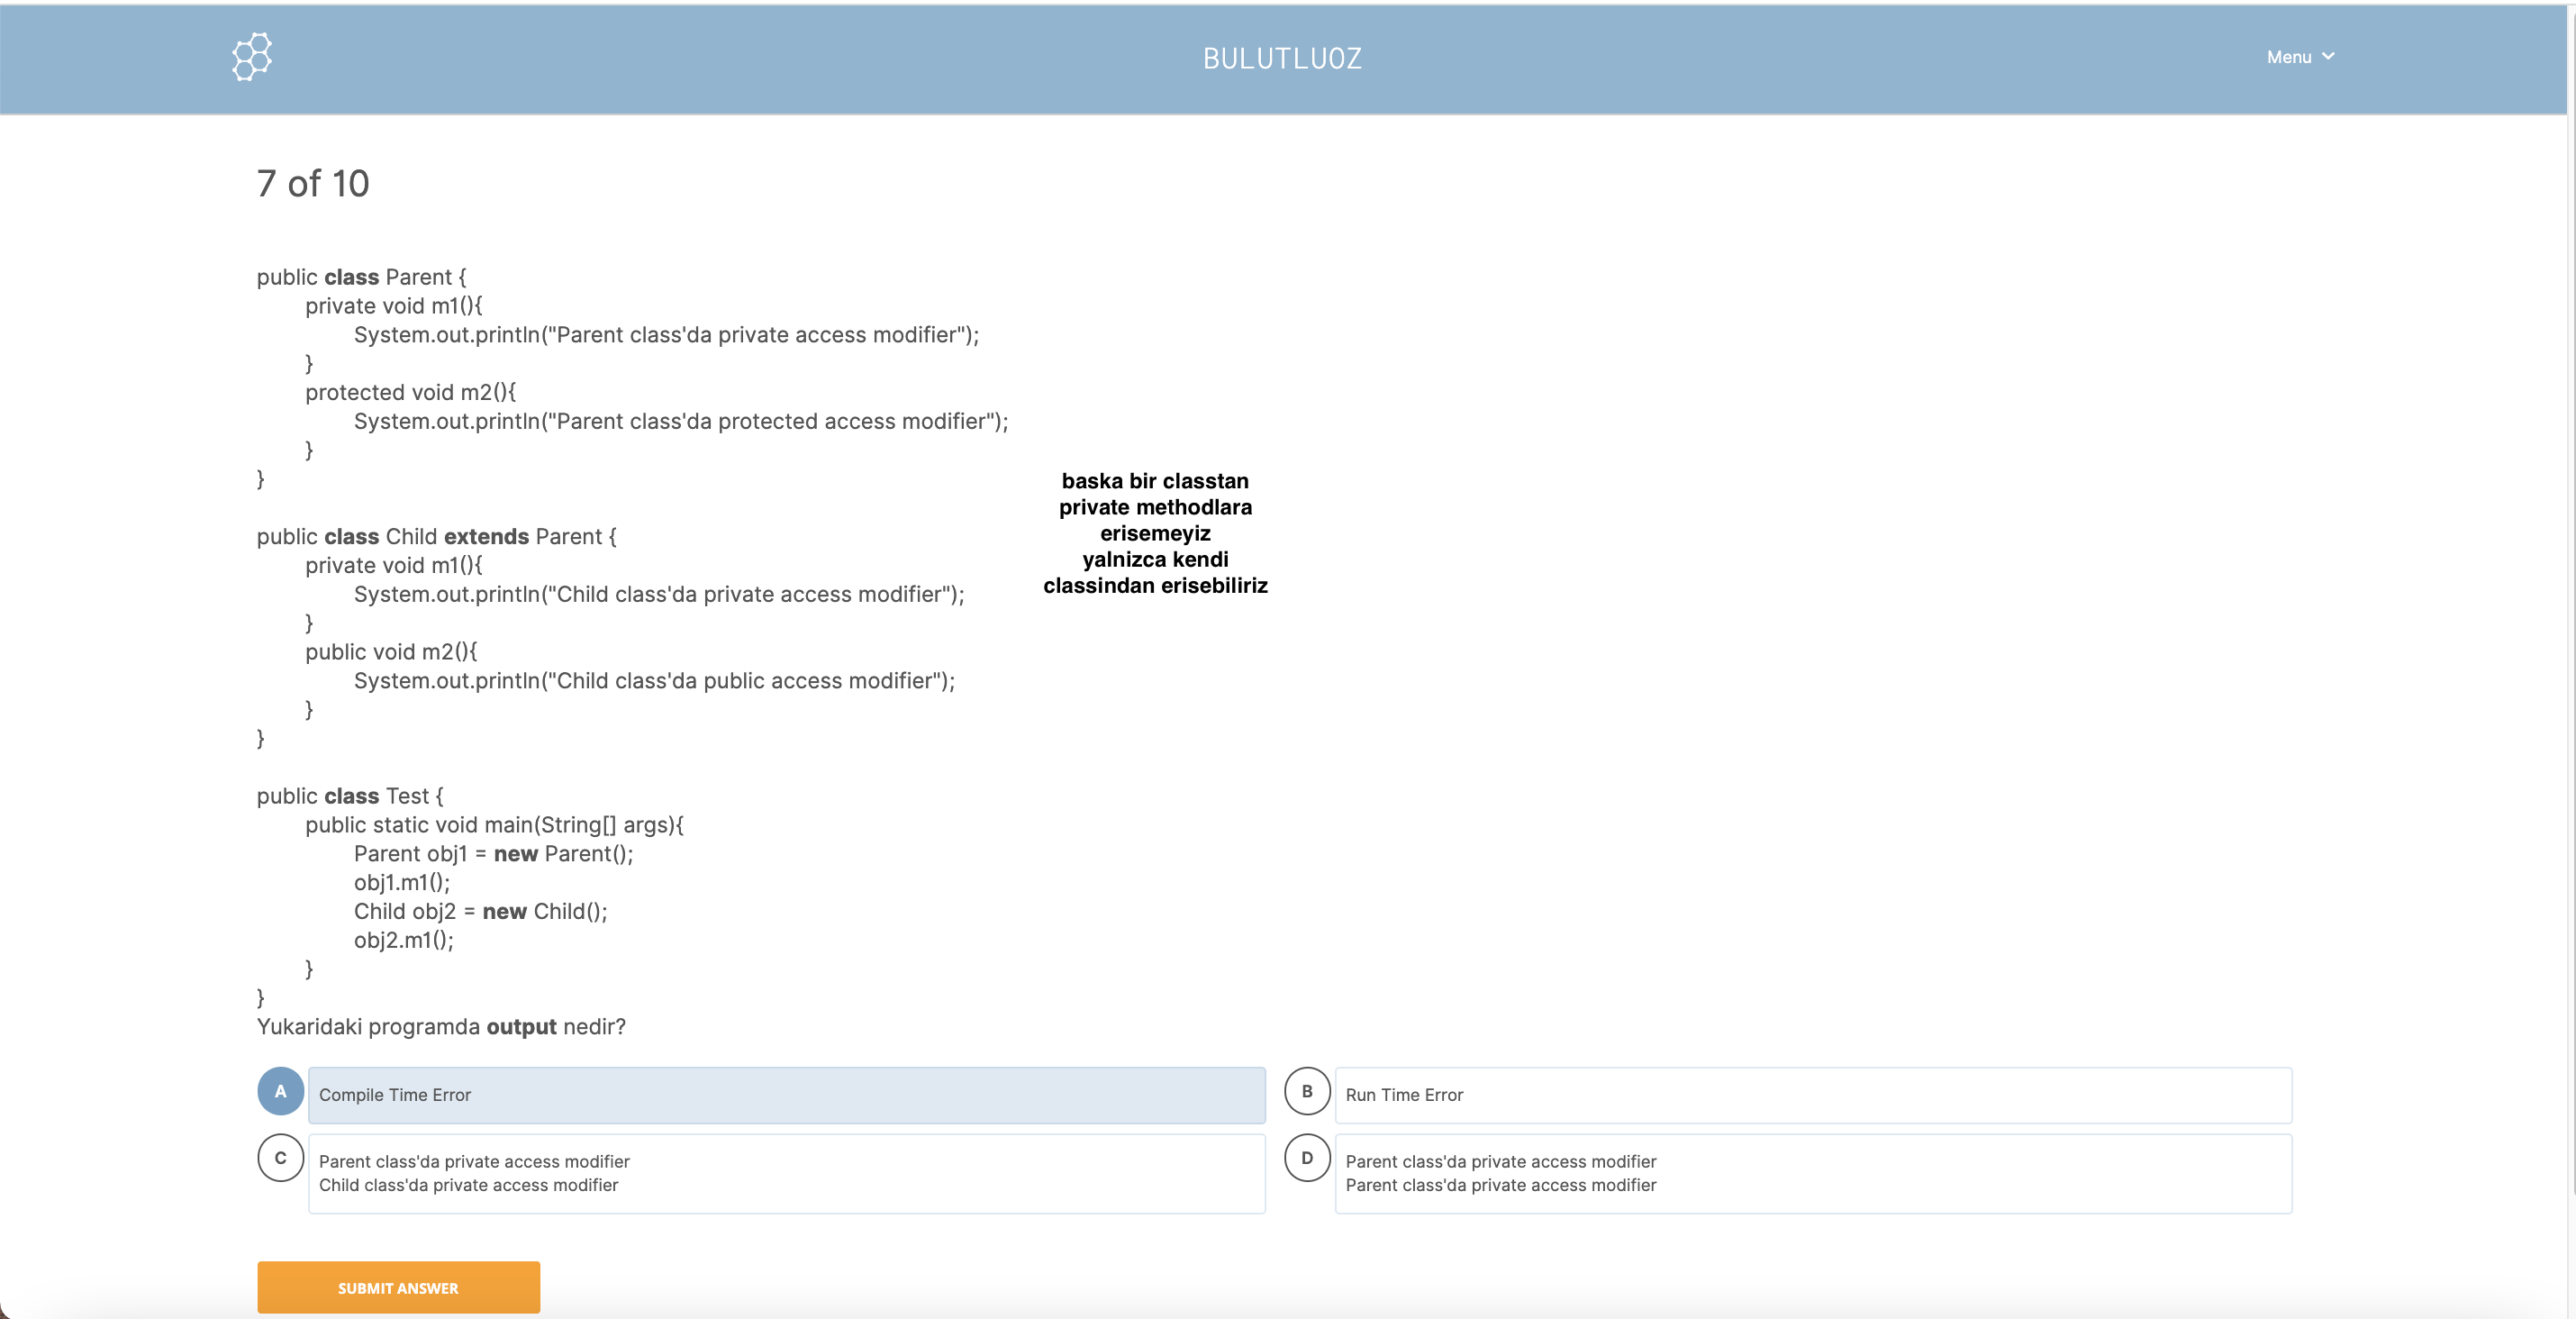 BULUTLUOZ
Menu
7 of 10
public class Parent {
private void m1(){
System.out.println("Parent class'da private access modifier");
}
protected void m2(){
System.out.println("Parent class'da protected access modifier");
}
}
baska bir classtan
private methodlara
erisemeyiz
yalnizca kendi
classindan erisebiliriz
public class Child extends Parent {
private void m1(){
System.out.println("Child class'da private access modifier");
}
public void m2(){
System.out.println("Child class'da public access modifier");
}
}
public class Test {
public static void main(String[] args){
Parent obj1 = new Parent();
obj1.m1();
Child obj2 = new Child();
obj2.m1();
}
}
Yukaridaki programda output nedir?
A
Compile Time Error
B
Run Time Error
C
Parent class'da private access modifier
Child class'da private access modifier
D
Parent class'da private access modifier
Parent class'da private access modifier
SUBMIT ANSWER